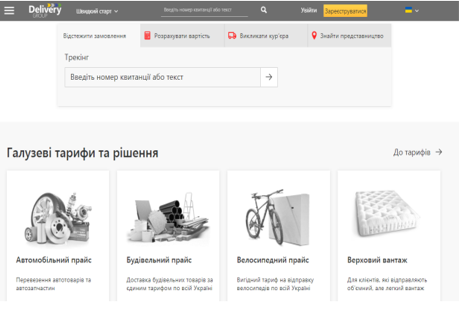 Delivery
GROUP
Швидкий старт
Введіть номер квитанції або текст
Увійти
Зареєструватися
Відстежити замовлення
Розрахувати вартість
Викликати кур'єра
Знайти представництво
Трекінг
Введіть номер квитанції або текст
Галузеві тарифи та рішення
До тарифів
Автомобільний прайс
Перевезення автотоварів та
автозапчастин
Будівельний прайс
Доставка будівельних товарів за
єдиним тарифом по всій Україні
Велосипедний прайс
Вигідний тариф на відправку
велосипедів по всій Україні
Верховий вантаж
Для клієнтів, які відправляють
об'ємний, але легкий вантаж